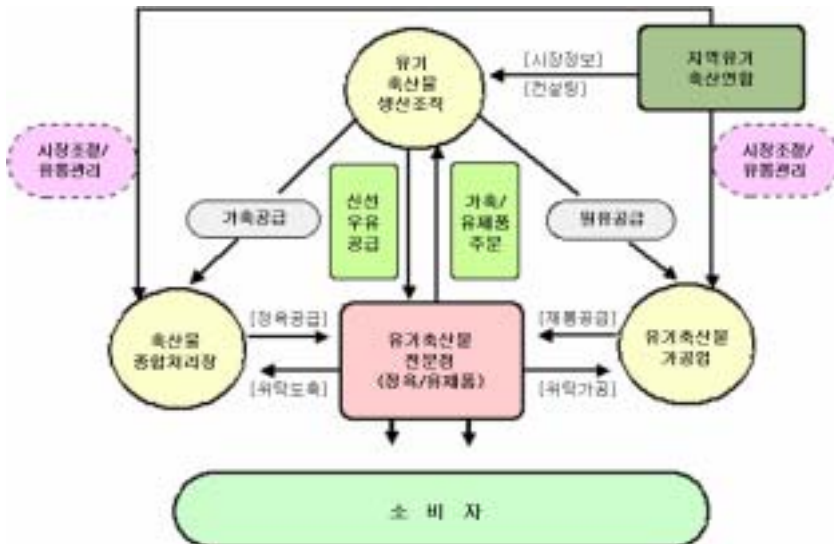 유기
축산물
생산조직
[시장정보]
[컨설팅]
지역유기
축산연합
시장조절/
유통관리
시장조절/
유통관리
가축공급
신선
우유
공급
가축/
유제품
주문
원유공급
축산물
종합처리장
[정육공급]
[위탁도축]
유기축산물
전문점
(정육/유제품)
[제품공급]
[위탁가공]
유기축산물
가공업
소 비 자